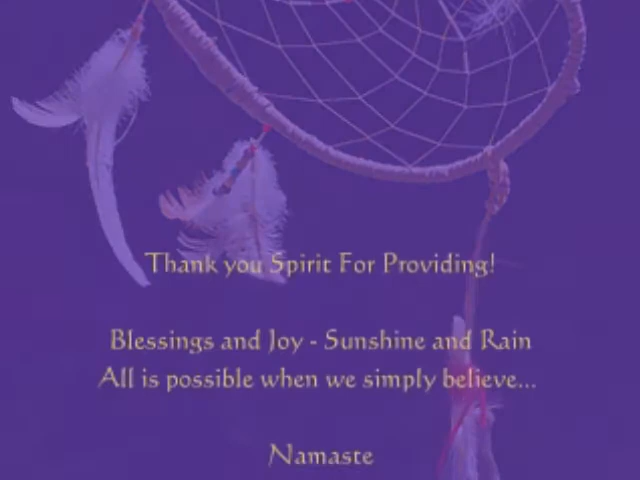 Thank you Spirit For Providing!
Blessings and Joy - Sunshine and Rain
All is possible when we simply believe...
Namaste